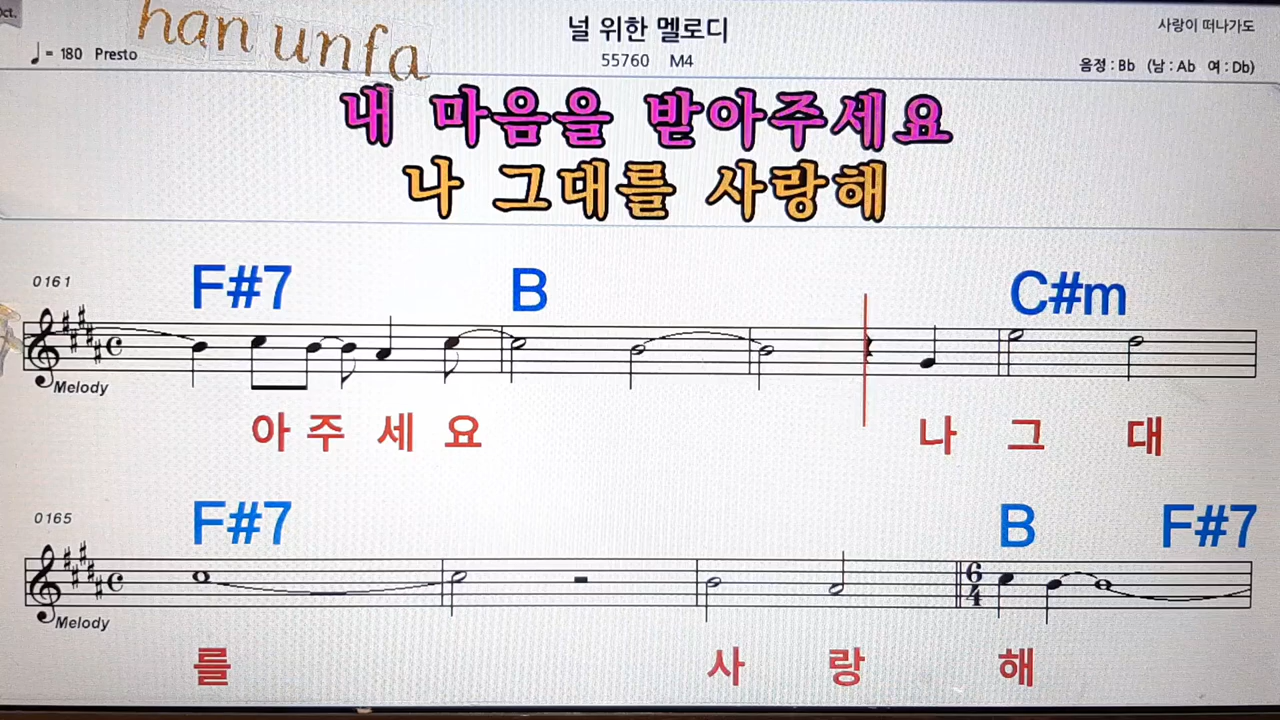 Oct.
han unfa
널 위한 멜로디
사랑이 떠나가도
♩= 180 Presto
55760 M4
음정 : Bb (남 : Ab 여 : Db)
내 마음을 받아주세요
나 그대를 사랑해
0161
F#7 B C#m
Melody
아 주 세 요 나 그 대
0165
F#7 B F#7
6
4
Melody
를 사 랑 해